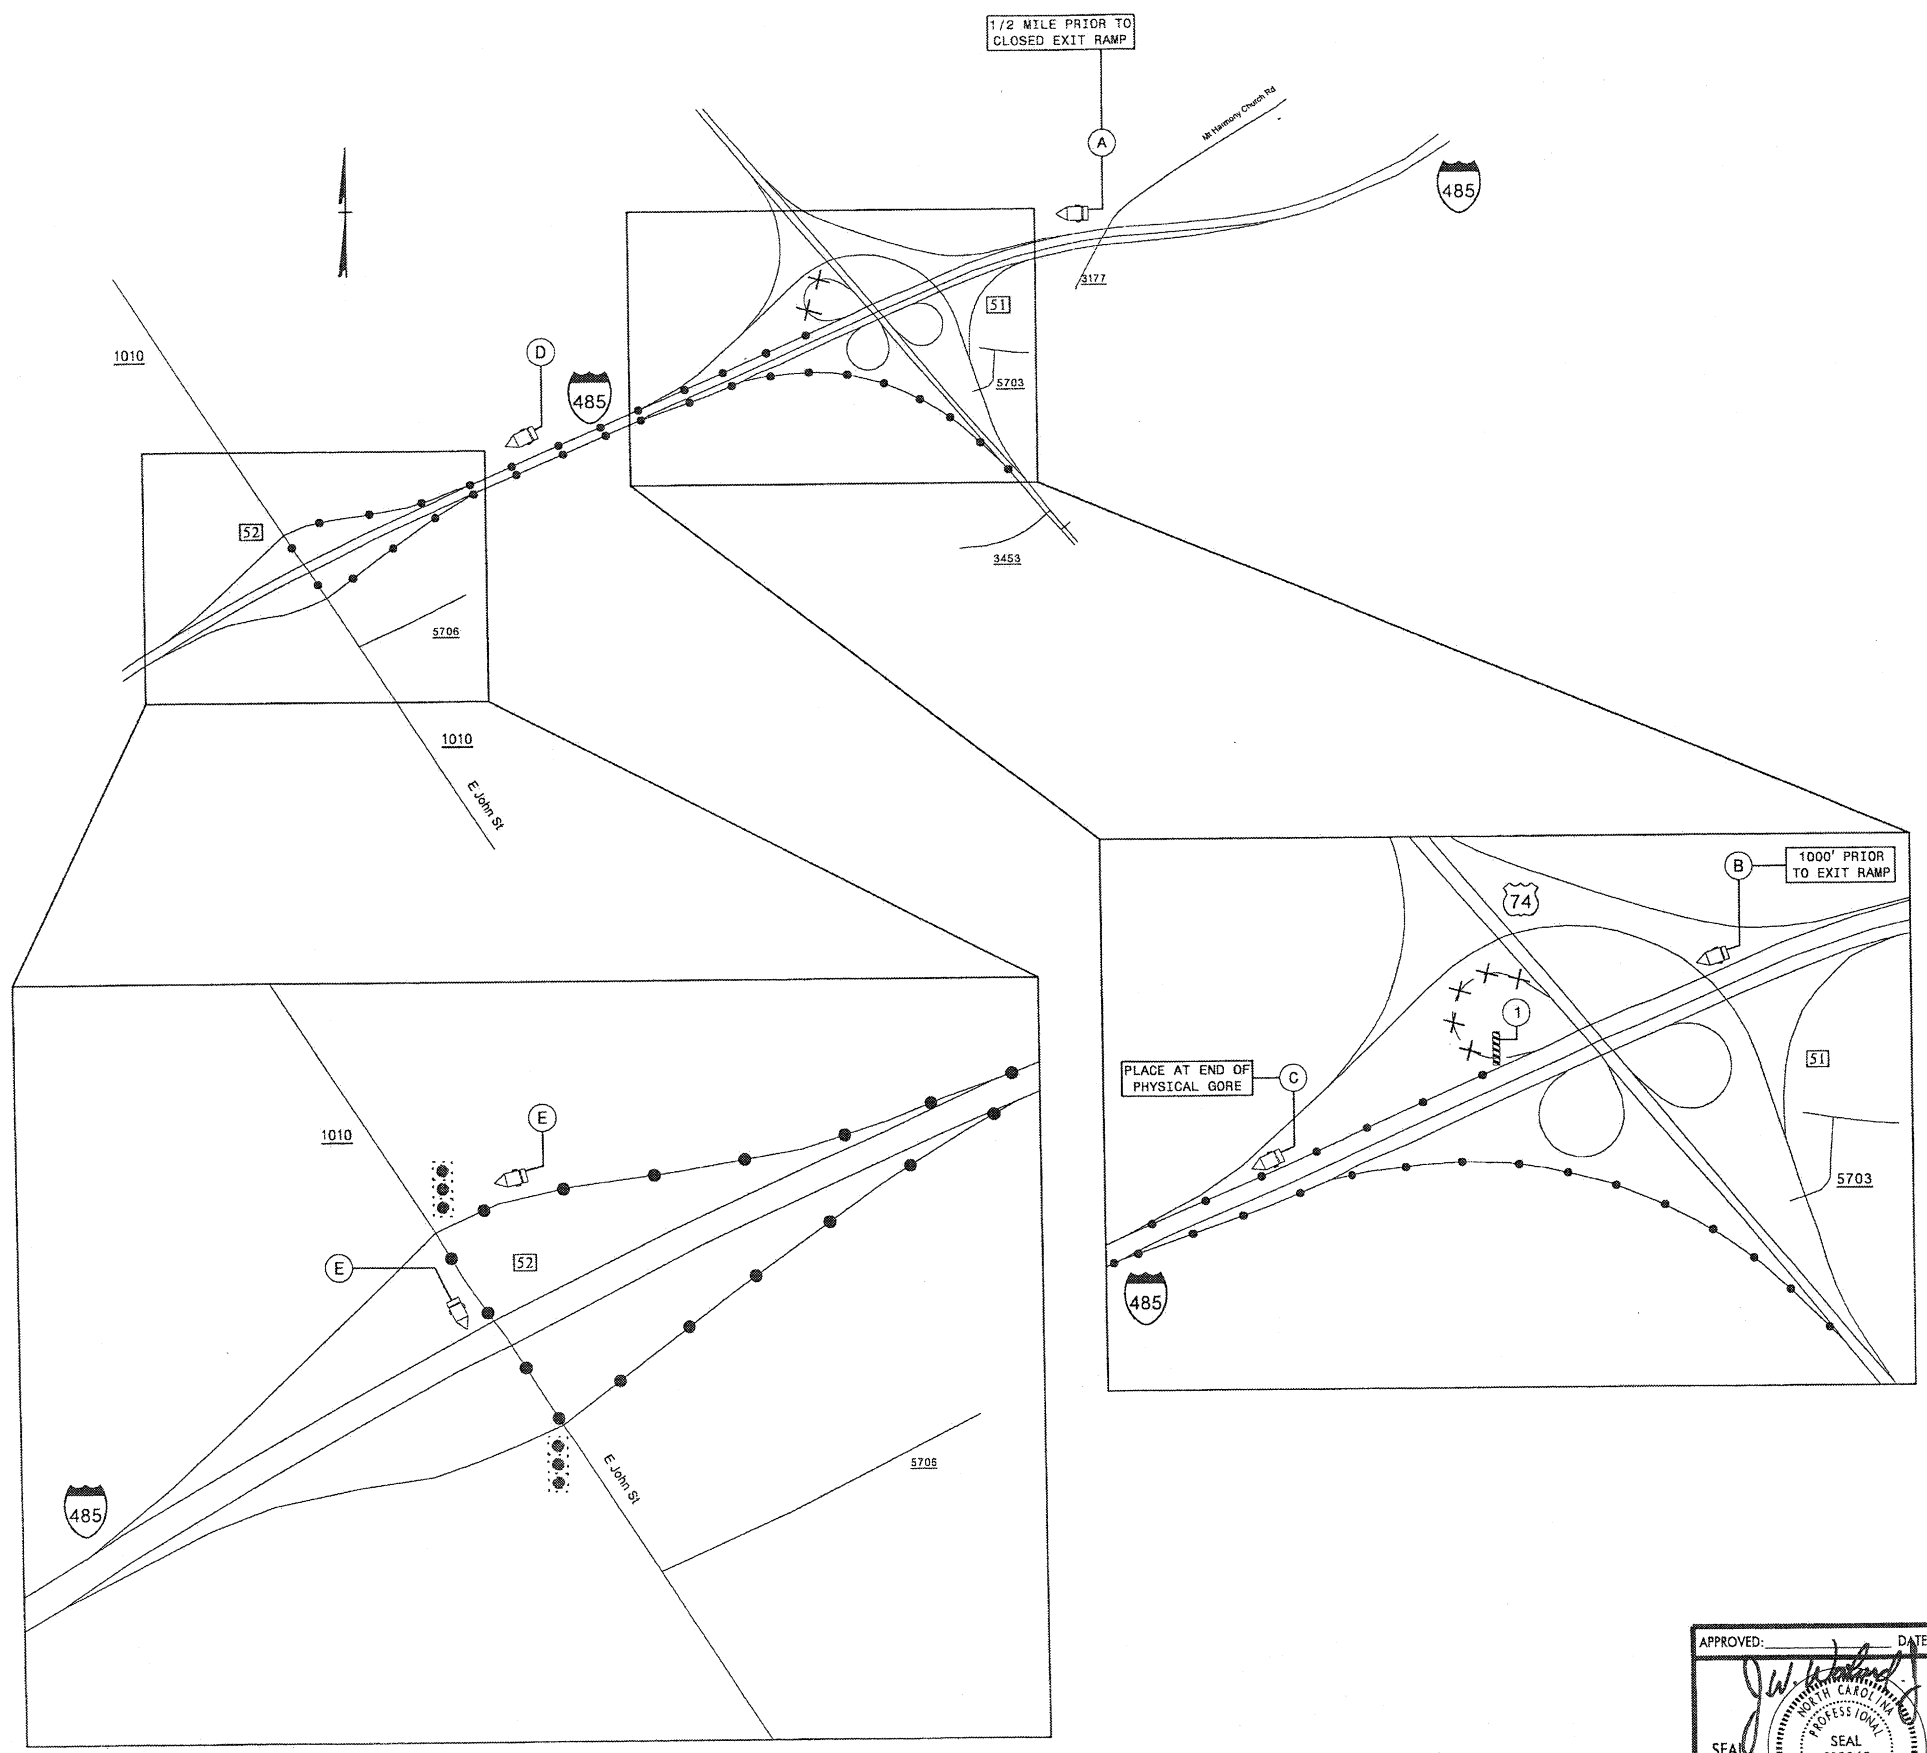 1/2 MILE PRIOR TO
CLOSED EXIT RAMP
A
Mt Harmony Church Rd
485
3177
51
5703
1010
D
485
52
3453
5706
1010
E John St
B
1000' PRIOR
TO EXIT RAMP
74
1
PLACE AT END OF
PHYSICAL GORE
C
51
5703
485
E
1010
52
E
E John St
5706
485
APPROVED: DATE
NORTH CAROLINA
PROFESSIONAL
SEAL
SEAL